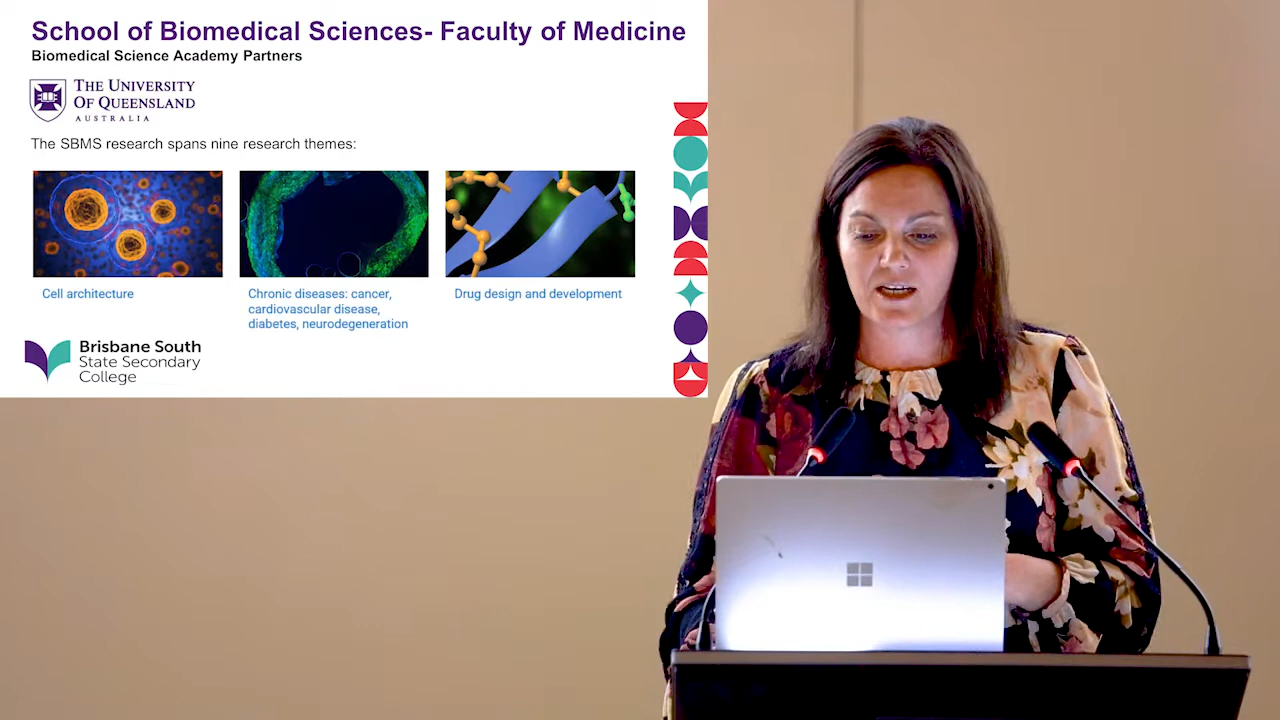 School of Biomedical Sciences- Faculty of Medicine
Biomedical Science Academy Partners
THE UNIVERSITY
OF QUEENSLAND
AUSTRALIA
The SBMS research spans nine research themes:
Cell architecture
Chronic diseases: cancer,
cardiovascular disease,
diabetes, neurodegeneration
Drug design and development
Brisbane South
State Secondary
College